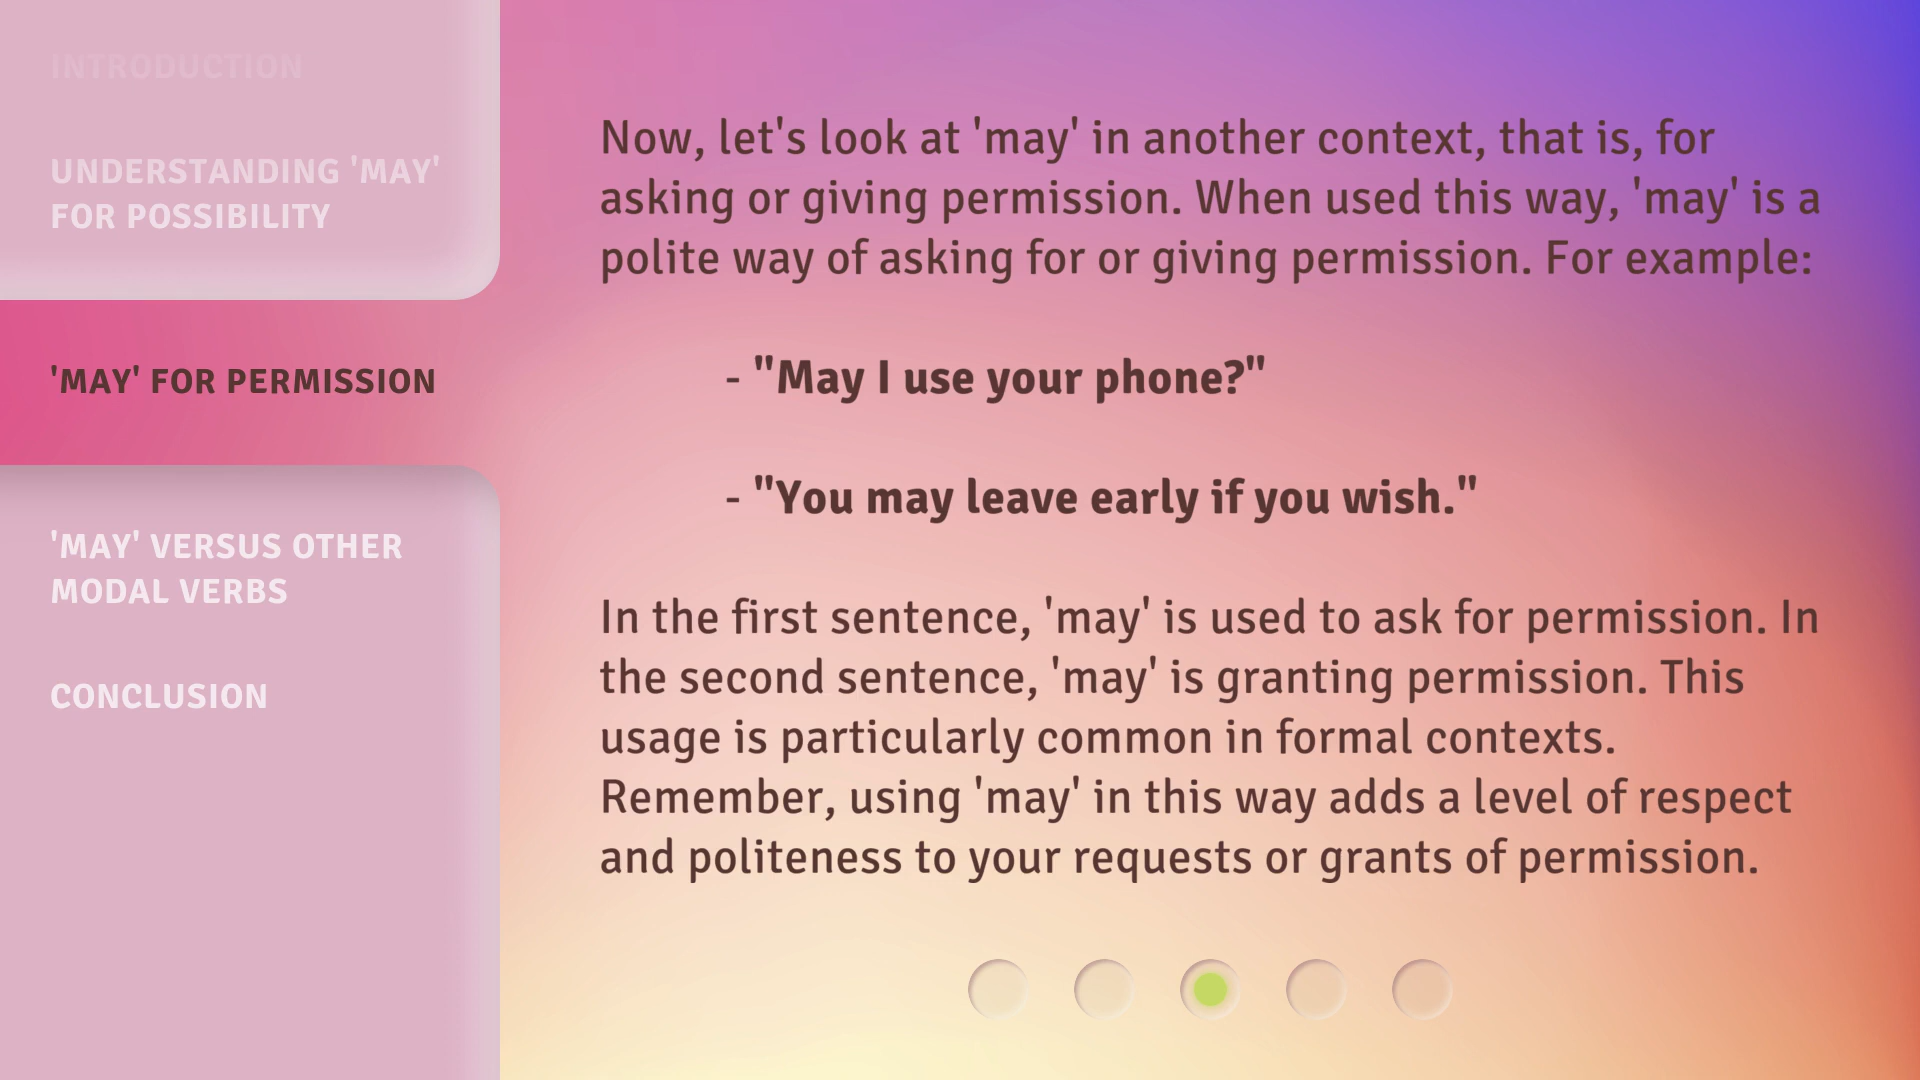 INTRODUCTION
UNDERSTANDING 'MAY'
FOR POSSIBILITY
'MAY' FOR PERMISSION
'MAY' VERSUS OTHER
MODAL VERBS
CONCLUSION
Now, let's look at 'may' in another context, that is, for
asking or giving permission. When used this way, 'may' is a
polite way of asking for or giving permission. For example:
- "May I use your phone?"
- "You may leave early if you wish."
In the first sentence, 'may' is used to ask for permission. In
the second sentence, 'may' is granting permission. This
usage is particularly common in formal contexts.
Remember, using 'may' in this way adds a level of respect
and politeness to your requests or grants of permission.